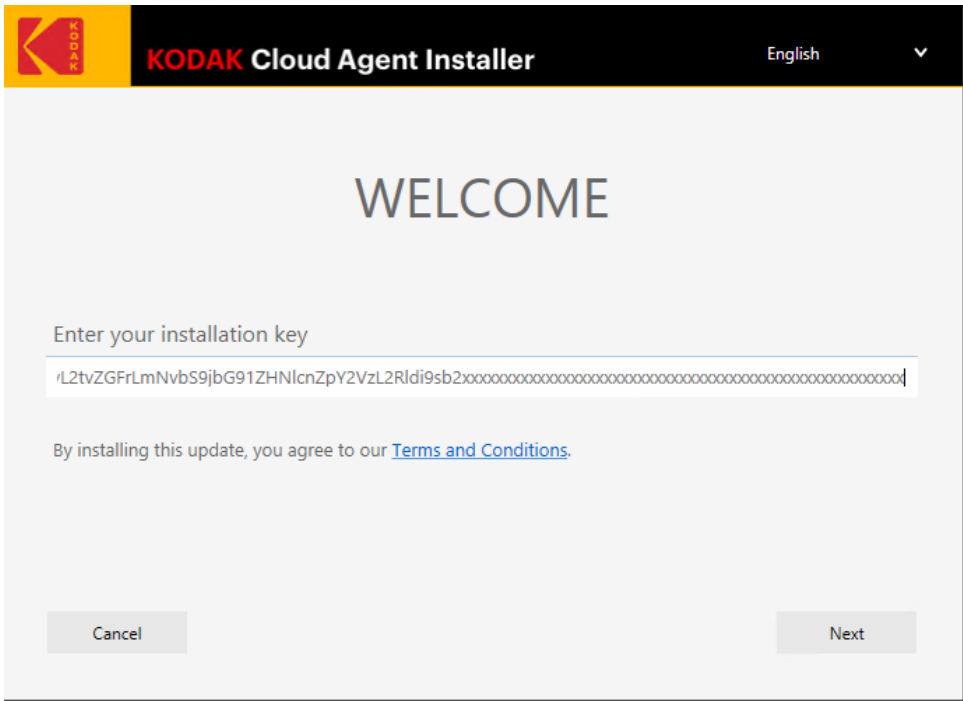 KODAK
KODAK Cloud Agent Installer
English
WELCOME
Enter your installation key
L2tvZGFrLmNvbS9jbG91ZHNlcnZpY2VzL2Rldi9sb2xxxxxxxxxxxxxxxxxxxxxxxxxxxxxxxxxxxxxxxxxxxxxxxxxxxxx
By installing this update, you agree to our Terms and Conditions.
Cancel
Next